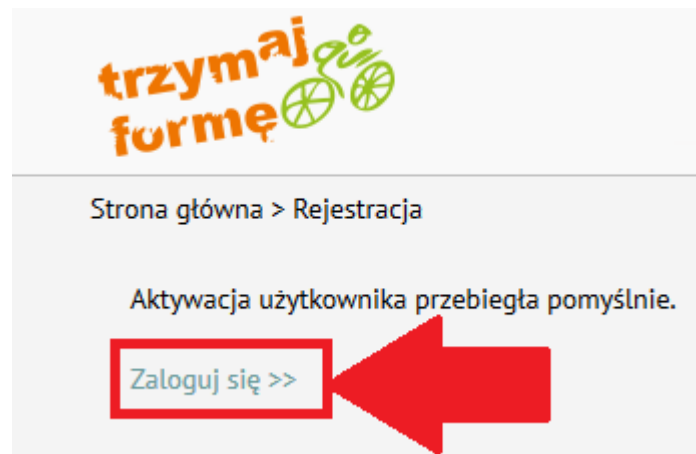 trzymaj
formę
Strona główna > Rejestracja
Aktywacja użytkownika przebiegła pomyślnie.
Zaloguj się >>